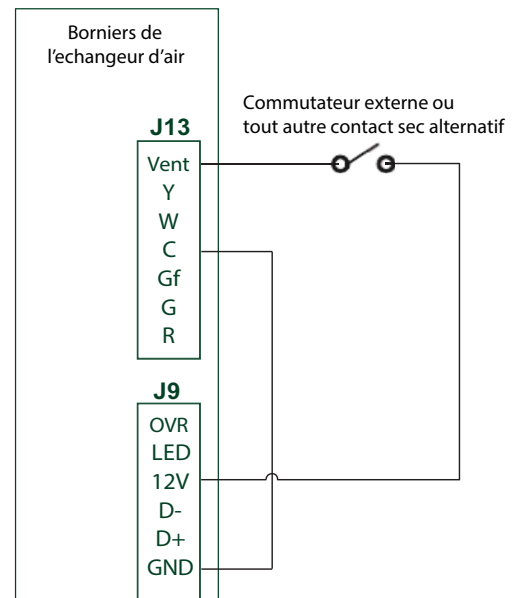 Borniers de
l'echangeur d'air
Commutateur externe ou
tout autre contact sec alternatif
J13
Vent
Y
W
C
Gf
G
R
J9
OVR
LED
12V
D-
D+
GND